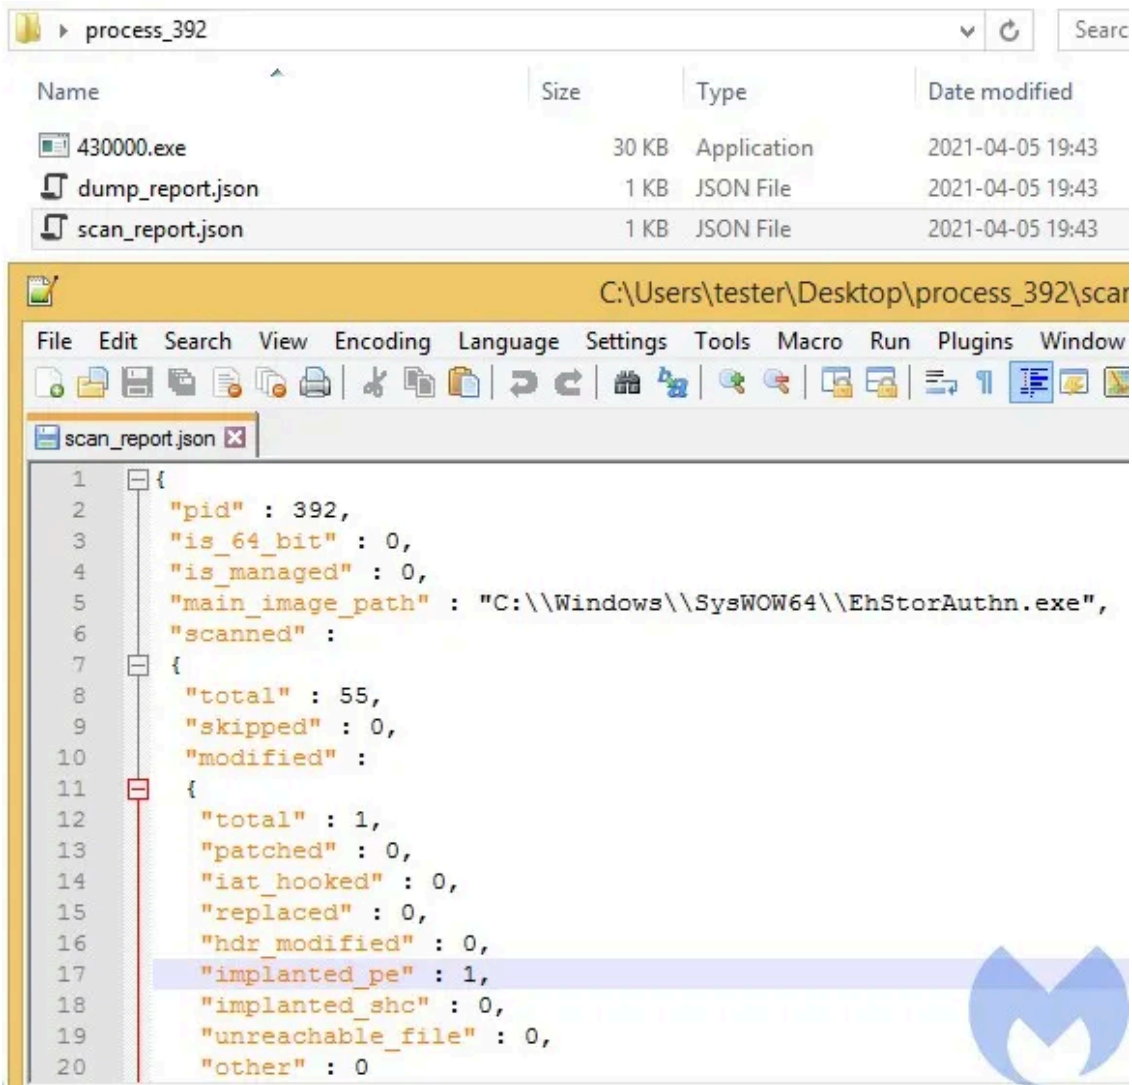 process_392 Searc
Name Size Type Date modified
430000.exe 30 KB Application 2021-04-05 19:43
dump_report.json 1 KB JSON File 2021-04-05 19:43
scan_report.json 1 KB JSON File 2021-04-05 19:43
C:\Users\tester\Desktop\process_392\scan
File Edit Search View Encoding Language Settings Tools Macro Run Plugins Window
scan_report.json
1 {
2 "pid" : 392,
3 "is_64_bit" : 0,
4 "is_managed" : 0,
5 "main_image_path" : "C:\\Windows\\SysWOW64\\EhStorAuthn.exe",
6 "scanned" :
7 {
8 "total" : 55,
9 "skipped" : 0,
10 "modified" :
11 {
12 "total" : 1,
13 "patched" : 0,
14 "iat_hooked" : 0,
15 "replaced" : 0,
16 "hdr_modified" : 0,
17 "implanted_pe" : 1,
18 "implanted_shc" : 0,
19 "unreachable_file" : 0,
20 "other" : 0